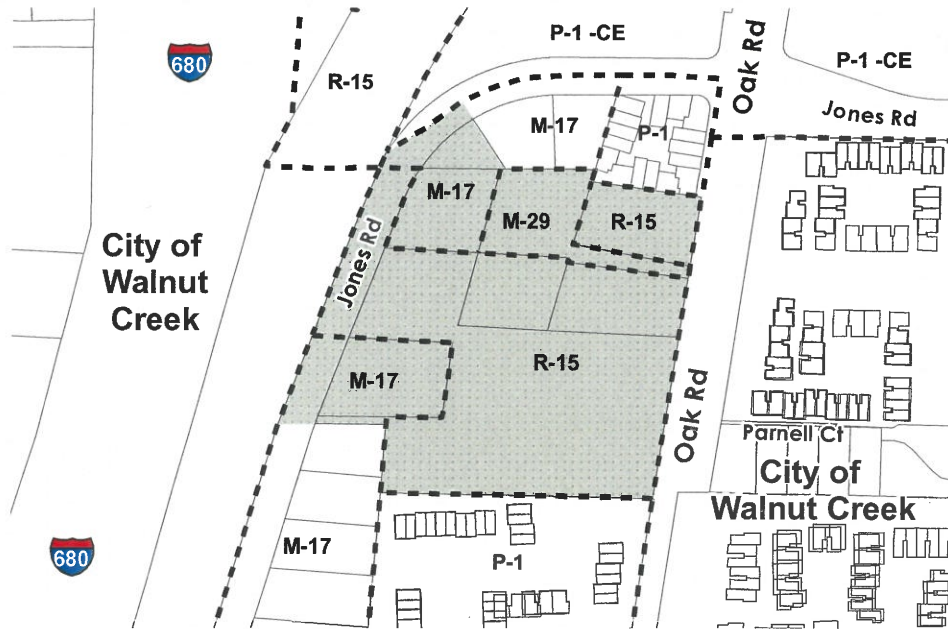 P-1 -CE
Oak Rd
680
R-15
P-1 -CE
Jones Rd
M-17
P-1
M-17
M-29
R-15
City of
Walnut
Creek
Jones Rd
R-15
M-17
Oak Rd
Parnell Ct
City of
Walnut Creek
M-17
680
P-1